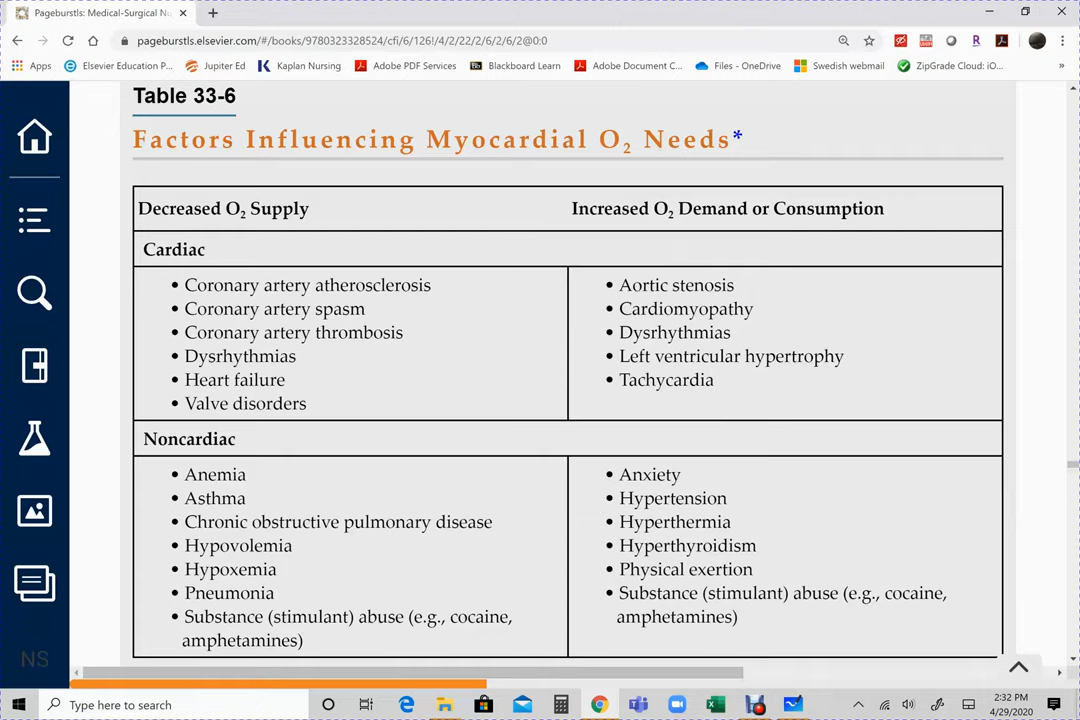 Pageburstls: Medical-Surgical Nu
pageburstls.elsevier.com/#/books/9780323328524/cfi/6/126!/4/2/22/2/6/2/6/2@0:0
Apps Elsevier Education P... Jupiter Ed Kaplan Nursing Adobe PDF Services Blackboard Learn Adobe Document C... Files - OneDrive Swedish webmail ZipGrade Cloud: iO... »
Table 33-6
Factors Influencing Myocardial O₂ Needs*
Decreased O₂ Supply Increased O₂ Demand or Consumption
Cardiac
• Coronary artery atherosclerosis
• Coronary artery spasm
• Coronary artery thrombosis
• Dysrhythmias
• Heart failure
• Valve disorders
• Aortic stenosis
• Cardiomyopathy
• Dysrhythmias
• Left ventricular hypertrophy
• Tachycardia
Noncardiac
• Anemia
• Asthma
• Chronic obstructive pulmonary disease
• Hypovolemia
• Hypoxemia
• Pneumonia
• Substance (stimulant) abuse (e.g., cocaine,
amphetamines)
• Anxiety
• Hypertension
• Hyperthermia
• Hyperthyroidism
• Physical exertion
• Substance (stimulant) abuse (e.g., cocaine,
amphetamines)
NS
Type here to search
2:32 PM
4/29/2020